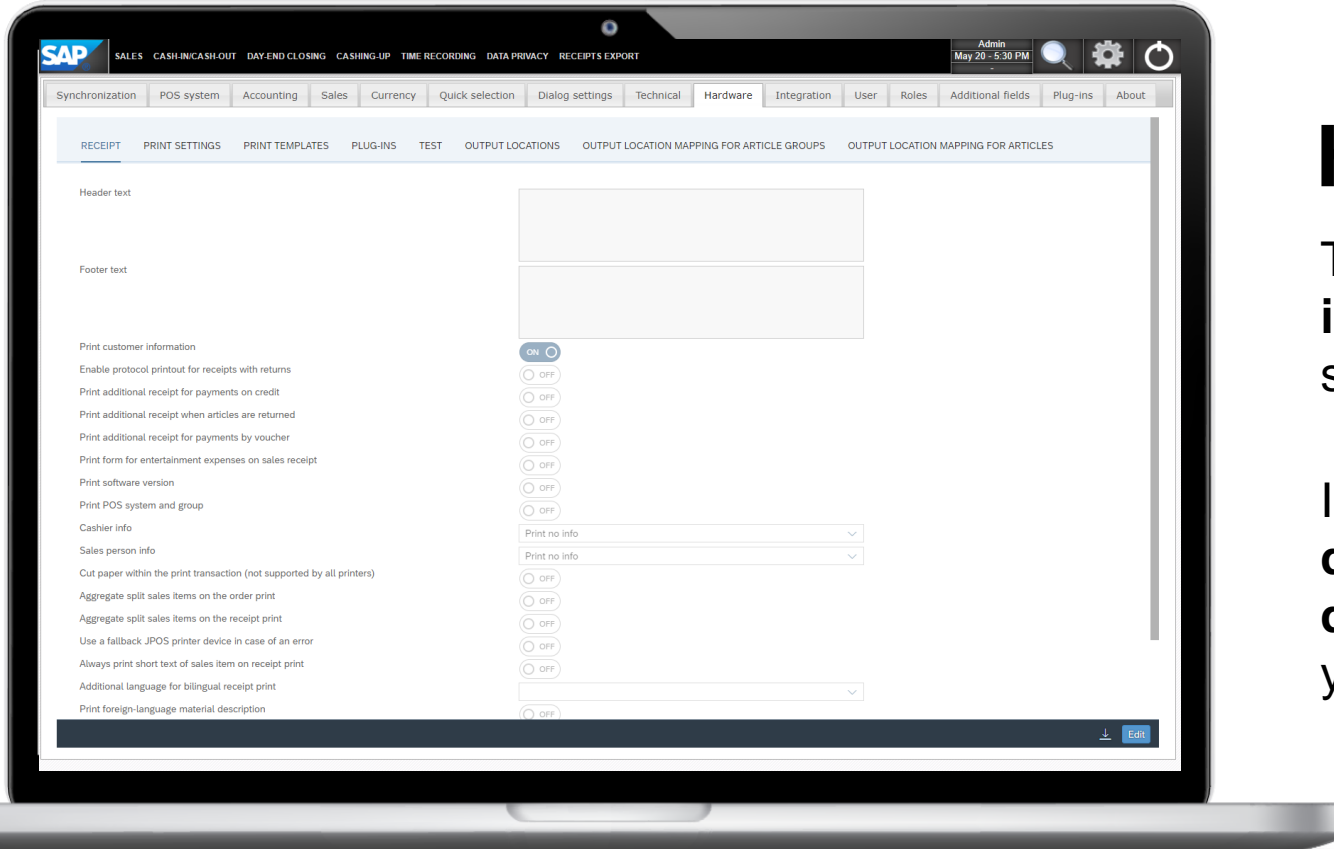 SAP
SALES CASH-IN/CASH-OUT DAY-END CLOSING CASHING-UP TIME RECORDING DATA PRIVACY RECEIPTS EXPORT
Admin
May 20 - 5:30 PM
-
Synchronization POS system Accounting Sales Currency Quick selection Dialog settings Technical Hardware Integration User Roles Additional fields Plug-ins About
RECEIPT PRINT SETTINGS PRINT TEMPLATES PLUG-INS TEST OUTPUT LOCATIONS OUTPUT LOCATION MAPPING FOR ARTICLE GROUPS OUTPUT LOCATION MAPPING FOR ARTICLES
Header text
Footer text
Print customer information ON
Enable protocol printout for receipts with returns OFF
Print additional receipt for payments on credit OFF
Print additional receipt when articles are returned OFF
Print additional receipt for payments by voucher OFF
Print form for entertainment expenses on sales receipt OFF
Print software version OFF
Print POS system and group OFF
Cashier info Print no info
Sales person info Print no info
Cut paper within the print transaction (not supported by all printers) OFF
Aggregate split sales items on the order print OFF
Aggregate split sales items on the receipt print OFF
Use a fallback JPOS printer device in case of an error OFF
Always print short text of sales item on receipt print OFF
Additional language for bilingual receipt print
Print foreign-language material description OFF
Edit